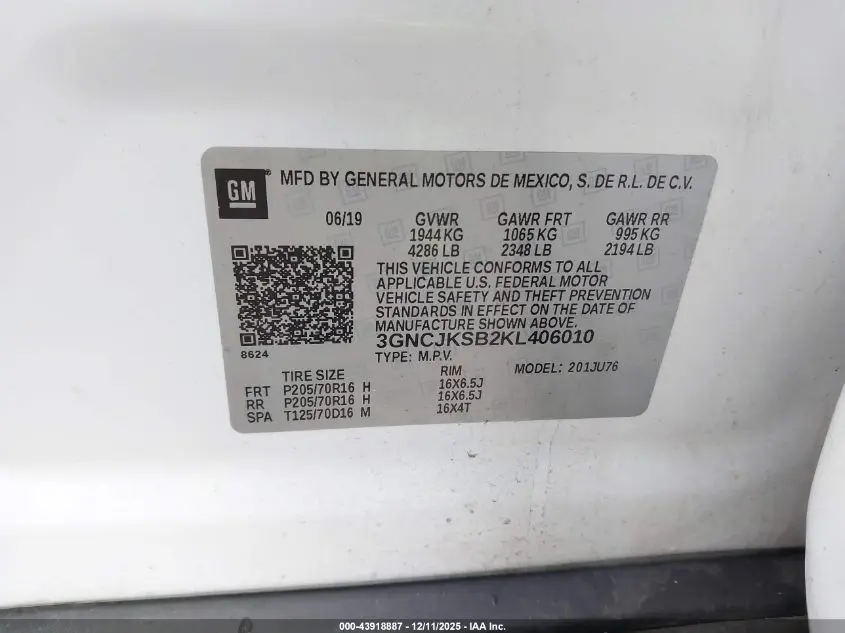 GM MFD BY GENERAL MOTORS DE MEXICO, S. DE R.L. DE C.V.
06/19 GVWR GAWR FRT GAWR RR
1944 KG 1065 KG 995 KG
4286 LB 2348 LB 2194 LB
THIS VEHICLE CONFORMS TO ALL
APPLICABLE U.S. FEDERAL MOTOR
VEHICLE SAFETY AND THEFT PREVENTION
STANDARDS IN EFFECT ON THE DATE OF
MANUFACTURE SHOWN ABOVE.
3GNCJKSB2KL406010
8624
TYPE: M.P.V. MODEL: 201JU76
TIRE SIZE RIM
FRT P205/70R16 H 16X6.5J
RR P205/70R16 H 16X6.5J
SPA T125/70D16 M 16X4T
000-43918887 - 12/11/2025 - IAA Inc.